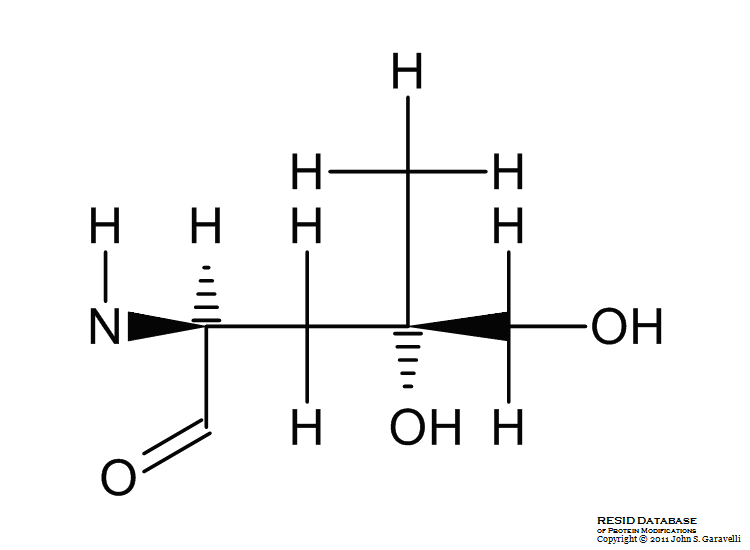 H
H H
H H H H
N OH
H OH H
O
RESID DATABASE
OF PROTEIN MODIFICATIONS
Copyright © 2011 John S. Garavelli